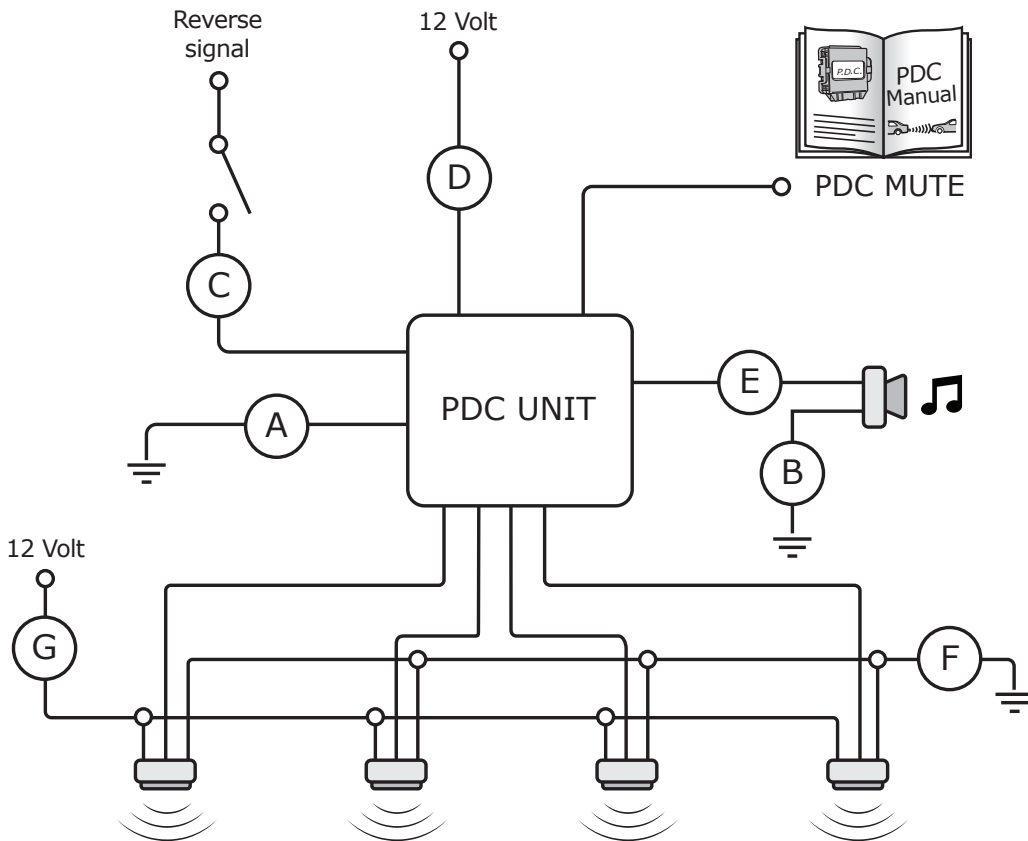 Reverse
signal
12 Volt
P.D.C.
PDC
Manual
PDC MUTE
D
C
PDC UNIT
E
A
B
12 Volt
G
F